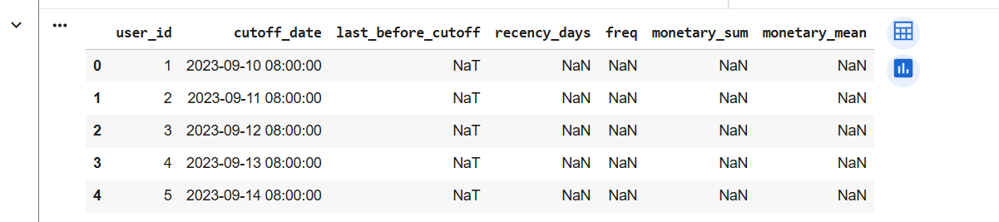 user_id cutoff_date last_before_cutoff recency_days freq monetary_sum monetary_mean
0 1 2023-09-10 08:00:00 NaT NaN NaN NaN NaN
1 2 2023-09-11 08:00:00 NaT NaN NaN NaN NaN
2 3 2023-09-12 08:00:00 NaT NaN NaN NaN NaN
3 4 2023-09-13 08:00:00 NaT NaN NaN NaN NaN
4 5 2023-09-14 08:00:00 NaT NaN NaN NaN NaN